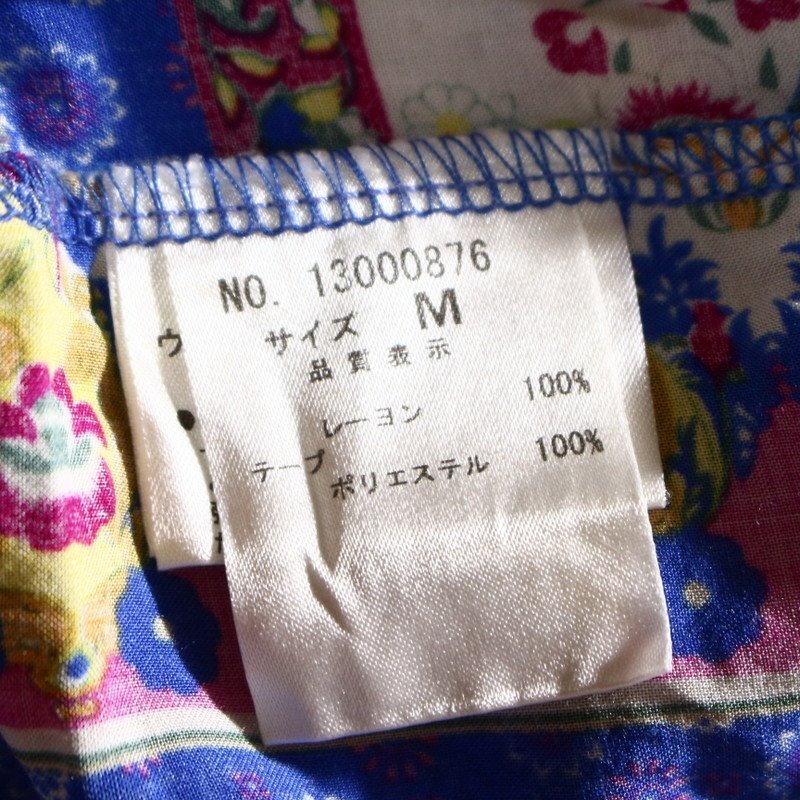 NO. 13000876
サイズ M
品質表示
レーヨン 100%
テープ
ポリエステル 100%
ウ